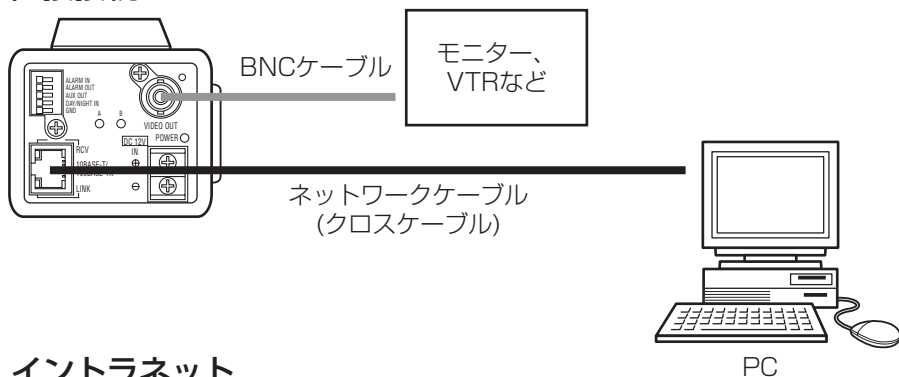 BNCケーブル
モニター、
VTRなど
ALARM IN
ALARM OUT
AUX OUT
DAY/NIGHT IN
GND
A B
VIDEO OUT
POWER
DC 12V
IN
RCV
10BASE-T/
LINK
ネットワークケーブル
(クロスケーブル)
PC
イントラネット